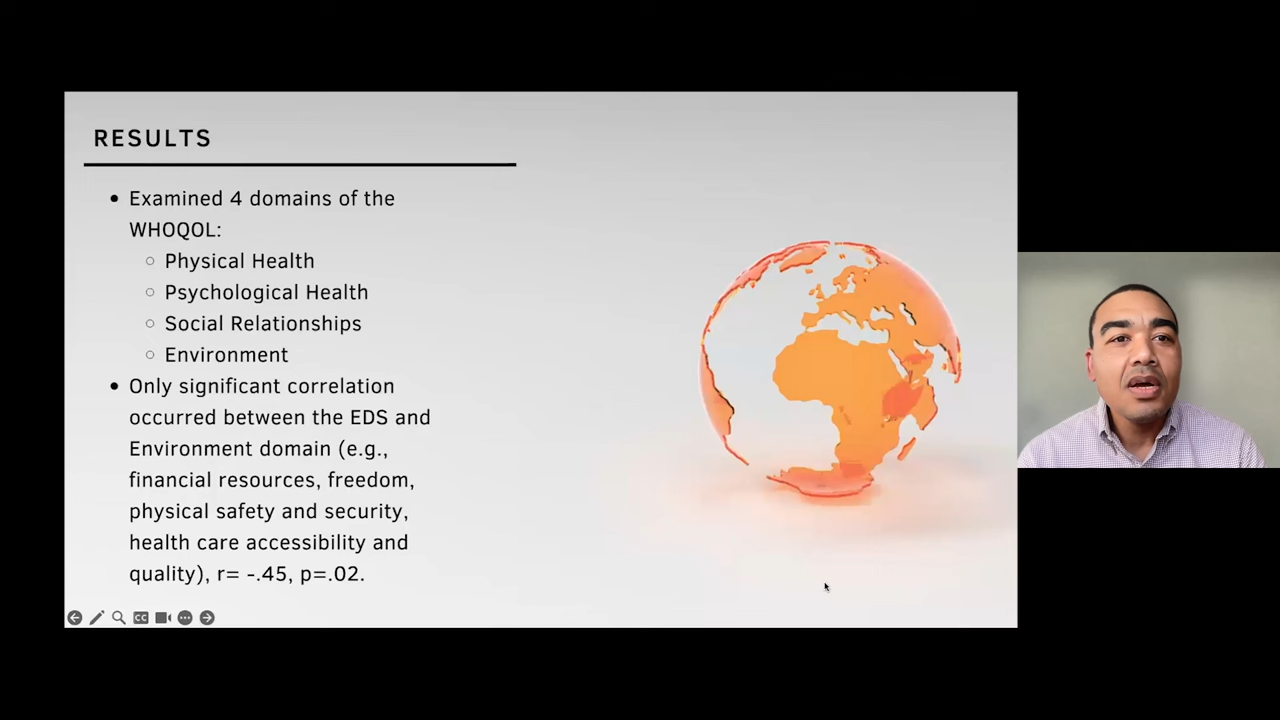 RESULTS
• Examined 4 domains of the
WHOQOL:
○ Physical Health
○ Psychological Health
○ Social Relationships
○ Environment
• Only significant correlation
occurred between the EDS and
Environment domain (e.g.,
financial resources, freedom,
physical safety and security,
health care accessibility and
quality), r= -.45, p=.02.
CC